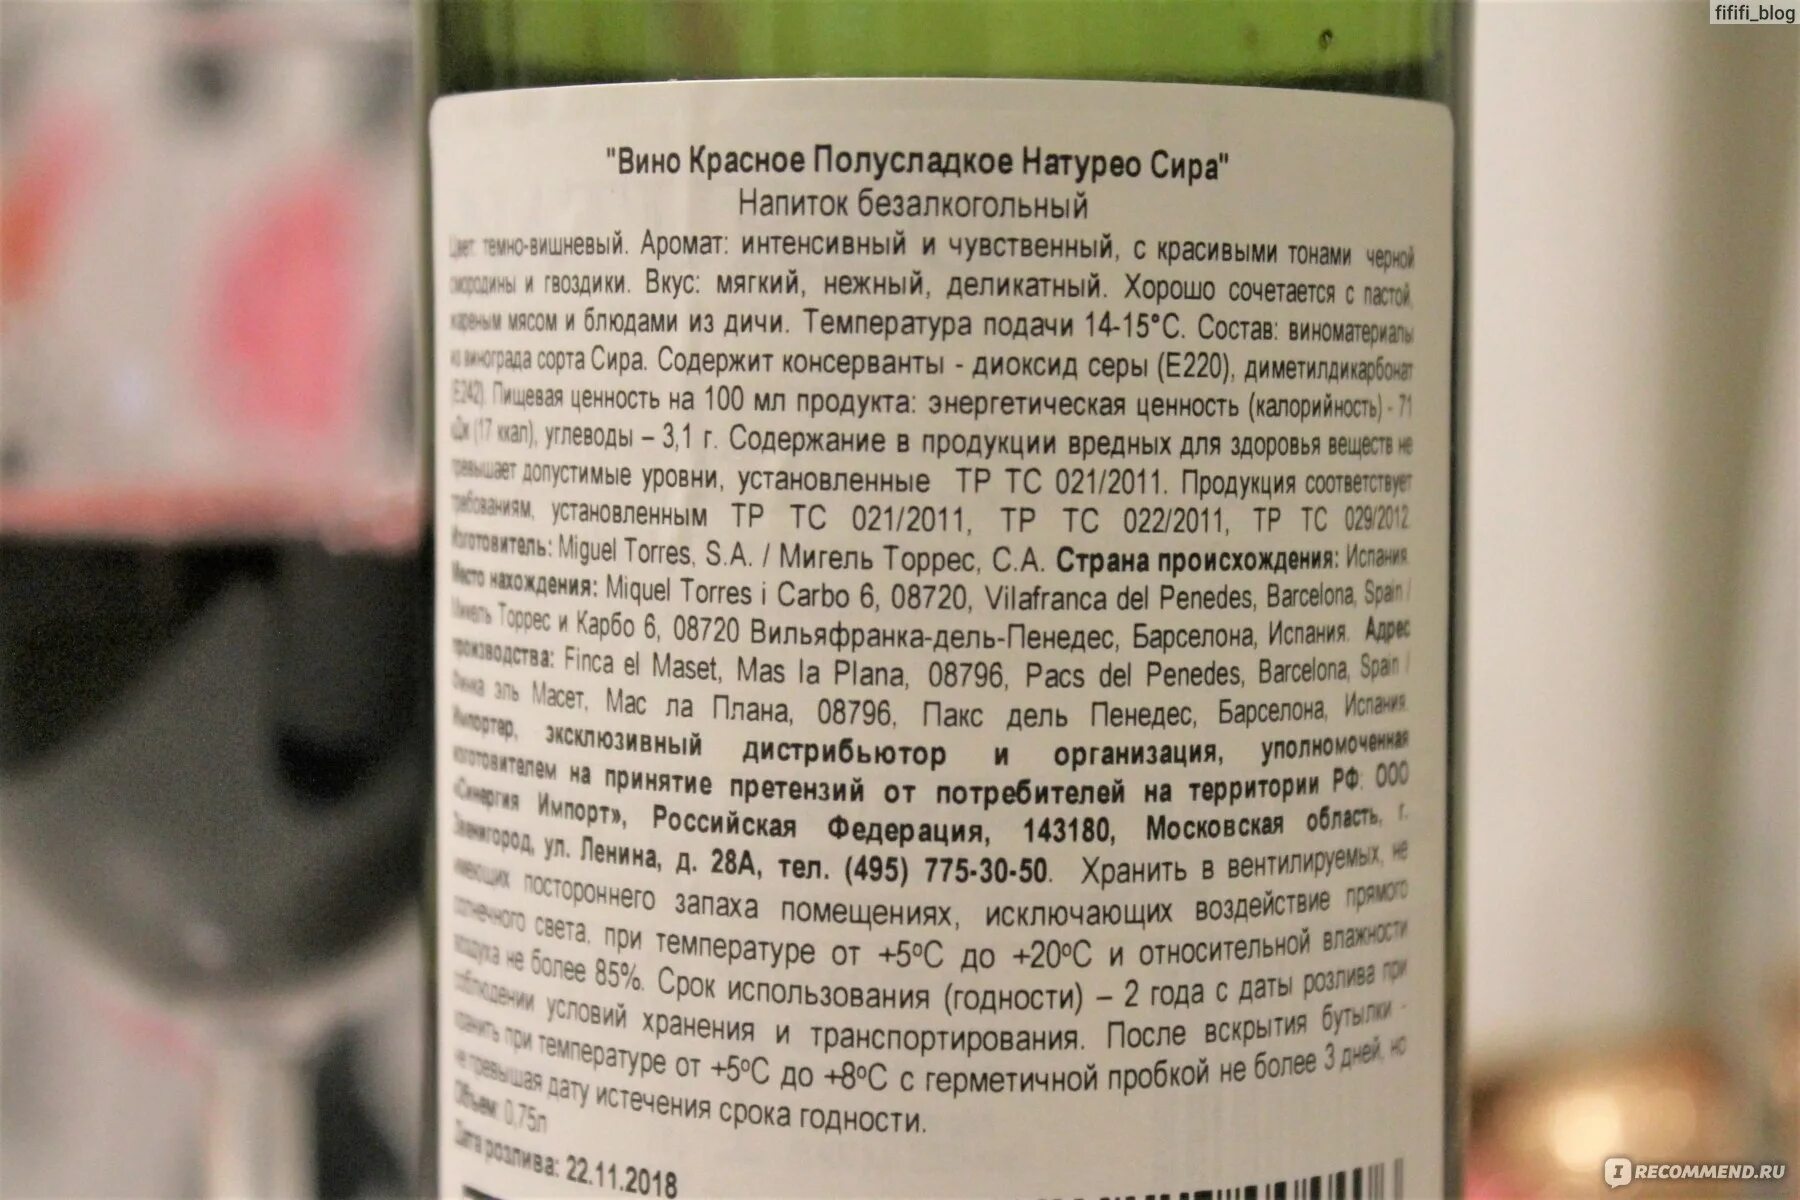 fififi_blog
"Вино Красное Полусладкое Натурео Сира"
Напиток безалкогольный
Цвет: темно-вишневый. Аромат: интенсивный и чувственный, с красивыми тонами черной
смородины и гвоздики. Вкус: мягкий, нежный, деликатный. Хорошо сочетается с пастой,
жареным мясом и блюдами из дичи. Температура подачи 14-15°С. Состав: виноматериалы
из винограда сорта Сира. Содержит консерванты - диоксид серы (Е220), диметилдикарбонат
(Е242). Пищевая ценность на 100 мл продукта: энергетическая ценность (калорийность) - 71
кДж (17 ккал), углеводы – 3,1 г. Содержание в продукции вредных для здоровья веществ не
превышает допустимые уровни, установленные ТР ТС 021/2011. Продукция соответствует
требованиям, установленным ТР ТС 021/2011, ТР ТС 022/2011, ТР ТС 029/2012.
Изготовитель: Miguel Torres, S.A. / Мигель Торрес, С.А. Страна происхождения: Испания.
Место нахождения: Miquel Torres i Carbo 6, 08720, Vilafranca del Penedes, Barcelona, Spain /
Микель Торрес и Карбо 6, 08720 Вильяфранка-дель-Пенедес, Барселона, Испания. Адрес
производства: Finca el Maset, Mas la Plana, 08796, Pacs del Penedes, Barcelona, Spain /
Финка эль Масет, Мас ла Плана, 08796, Пакс дель Пенедес, Барселона, Испания.
Импортер, эксклюзивный дистрибьютор и организация, уполномоченная
изготовителем на принятие претензий от потребителей на территории РФ: ООО
«Синергия Импорт», Российская Федерация, 143180, Московская область, г.
Звенигород, ул. Ленина, д. 28А, тел. (495) 775-30-50. Хранить в вентилируемых, не
имеющих постороннего запаха помещениях, исключающих воздействие прямого
солнечного света, при температуре от +5ºС до +20ºС и относительной влажности
воздуха не более 85%. Срок использования (годности) – 2 года с даты розлива при
соблюдении условий хранения и транспортирования. После вскрытия бутылки -
хранить при температуре от +5ºС до +8ºС с герметичной пробкой не более 3 дней, но
не превышая дату истечения срока годности.
Объем: 0,75л
Дата розлива: 22.11.2018
IRECOMMEND.RU